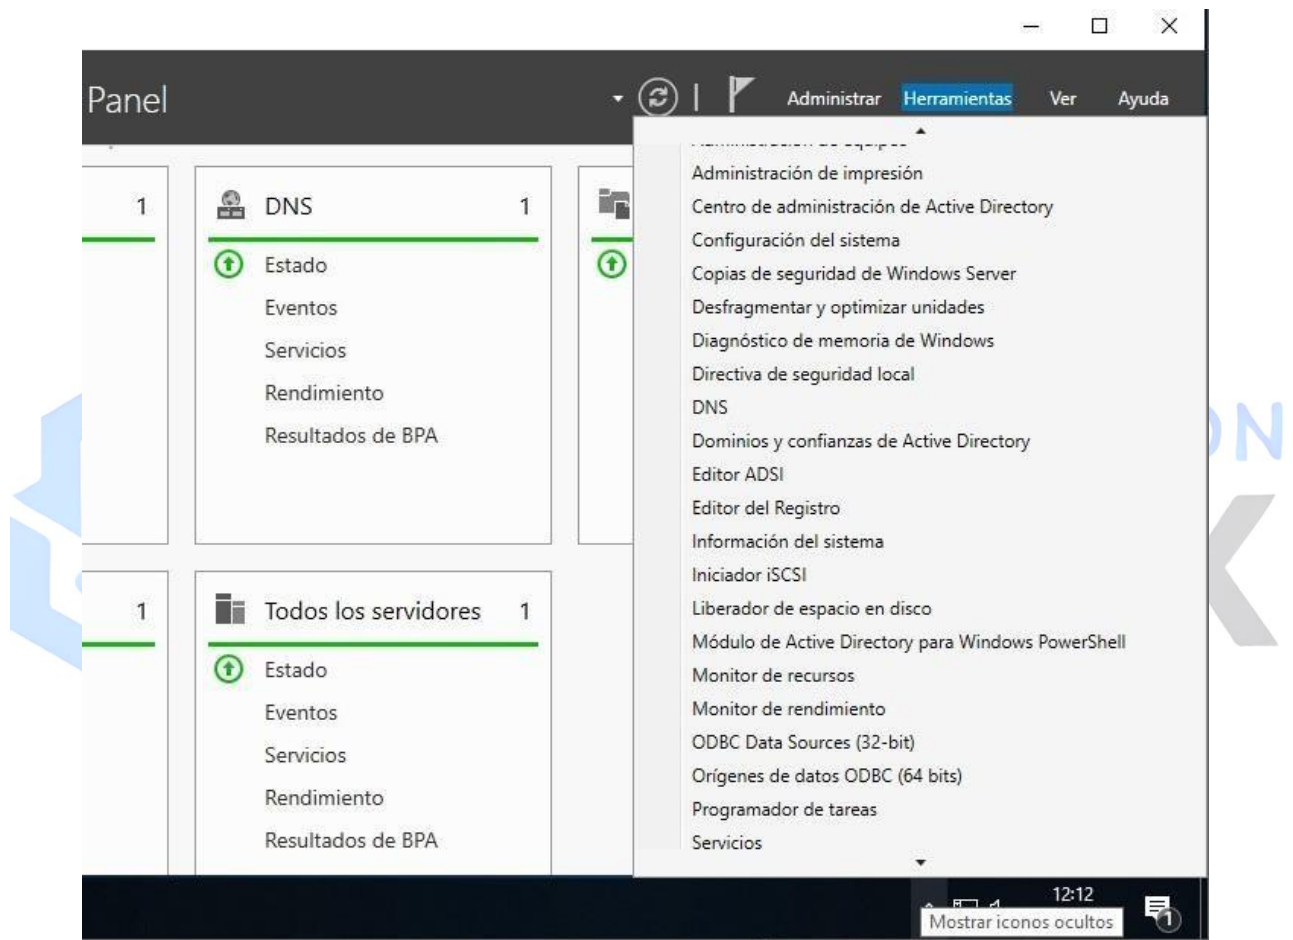 Panel
Administrar Herramientas Ver Ayuda
1
DNS 1
Estado
Eventos
Servicios
Rendimiento
Resultados de BPA
1
Todos los servidores 1
Estado
Eventos
Servicios
Rendimiento
Resultados de BPA
Administración de equipos
Administración de impresión
Centro de administración de Active Directory
Configuración del sistema
Copias de seguridad de Windows Server
Desfragmentar y optimizar unidades
Diagnóstico de memoria de Windows
Directiva de seguridad local
DNS
Dominios y confianzas de Active Directory
Editor ADSI
Editor del Registro
Información del sistema
Iniciador iSCSI
Liberador de espacio en disco
Módulo de Active Directory para Windows PowerShell
Monitor de recursos
Monitor de rendimiento
ODBC Data Sources (32-bit)
Orígenes de datos ODBC (64 bits)
Programador de tareas
Servicios
12:12
Mostrar iconos ocultos
1